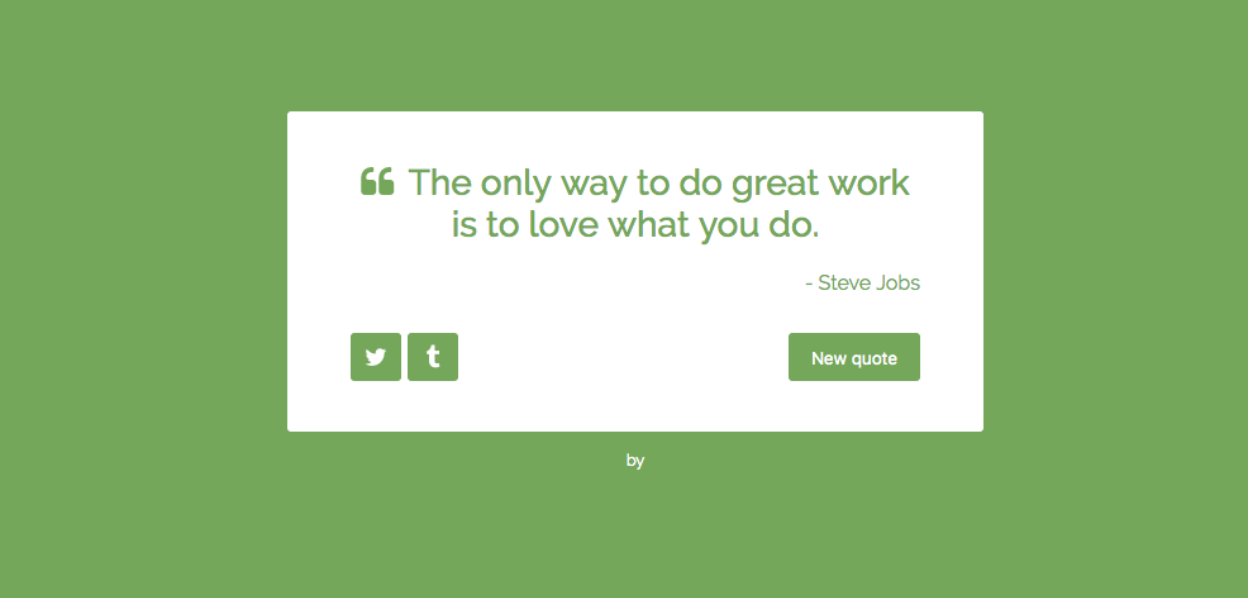 ❝ The only way to do great work
is to love what you do.
- Steve Jobs
New quote
by